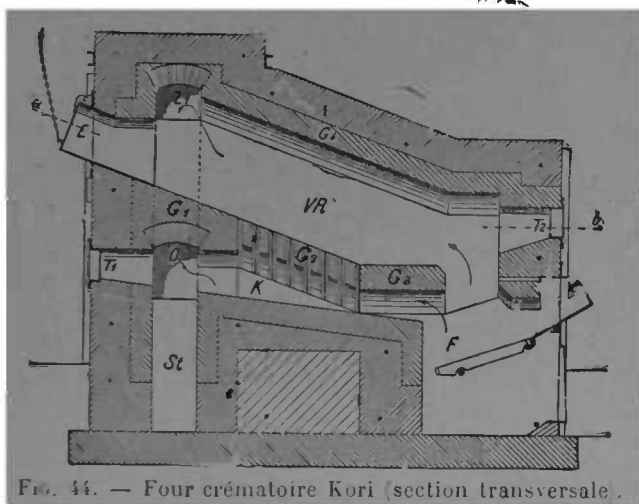 a
E
Z
G₁
VR
b
T₂
G₁
G₂
T₁
O
K
G₃
F
St
FIG. 44. — Four crématoire Kori (section transversale).